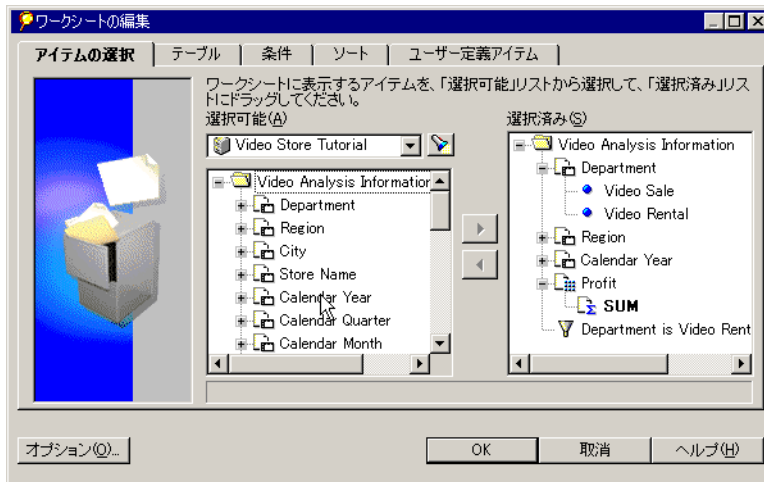 ワークシートの編集
アイテムの選択
テーブル
条件
ソート
ユーザー定義アイテム
ワークシートに表示するアイテムを、「選択可能」リストから選択して、「選択済み」リス
トにドラッグしてください。
選択可能(A)
Video Store Tutorial
Video Analysis Information
Department
Region
City
Store Name
Calendar Year
Calendar Quarter
Calendar Month
選択済み(S)
Video Analysis Information
Department
Video Sale
Video Rental
Region
Calendar Year
Profit
SUM
Department is Video Rent
オプション(O)...
OK
取消
ヘルプ(H)